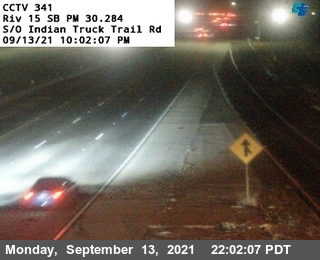 CCTV 341
Riv 15 SB PM 30.284
S/O Indian Truck Trail Rd
09/13/21 10:02:07 PM
Monday, September 13, 2021 22:02:07 PDT